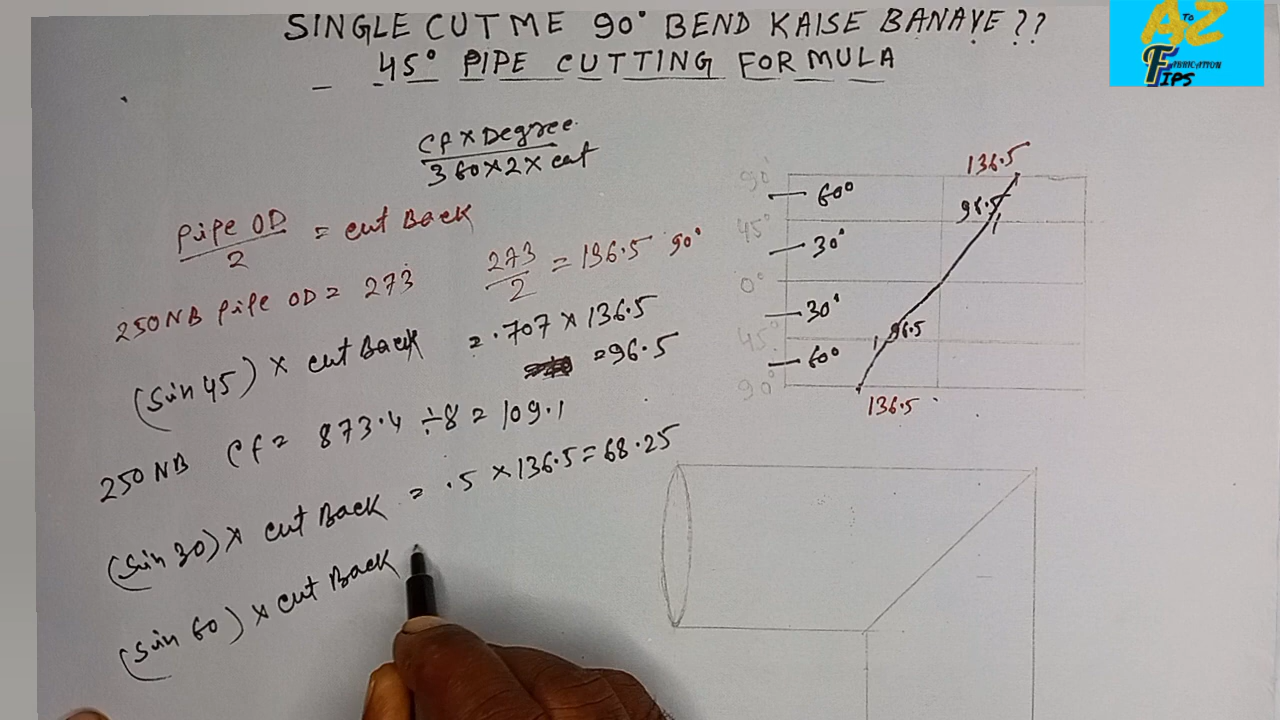 SINGLE CUT ME 90° BEND KAISE BANAYE ??
45° PIPE CUTTING FORMULA
A TO Z
FABRICATION
TIPS
Cf x Degree
360 x 2 x cut
Pipe OD / 2 = cut Back
250 NB Pipe OD = 273
273 / 2 = 136.5 90°
(Sin 45) x cut Back = .707 x 136.5
= 96.5
250 NB Cf = 873.4 ÷ 8 = 109.1
(Sin 30) x cut Back = .5 x 136.5 = 68.25
(Sin 60) x cut Back
136.5
90°
60°
96.5
45°
30°
0°
30°
96.5
45°
60°
90°
136.5